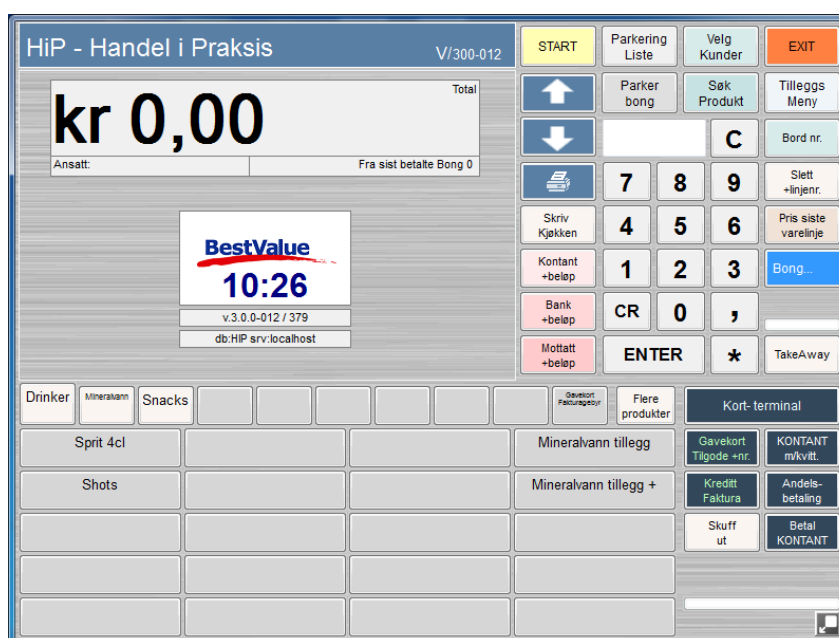 HiP - Handel i Praksis
V/300-012
kr 0,00
Total
Ansatt:
Fra sist betalte Bong 0
BestValue
10:26
v.3.0.0-012 / 379
db:HIP srv:localhost
START
Parkering
Liste
Velg
Kunder
EXIT
Parker
bong
Søk
Produkt
Tilleggs
Meny
C
Bord nr.
7
8
9
Slett
+linjenr.
Skriv
Kjøkken
4
5
6
Pris siste
varelinje
Kontant
+beløp
1
2
3
Bong...
Bank
+beløp
CR
0
,
Mottatt
+beløp
ENTER
*
TakeAway
Drinker
Mineralvann
Snacks
Gavekort
Fakturagebyr
Flere
produkter
Kort- terminal
Sprit 4cl
Mineralvann tillegg
Gavekort
Tilgode +nr.
KONTANT
m/kvitt.
Shots
Mineralvann tillegg +
Kreditt
Faktura
Andels-
betaling
Skuff
ut
Betal
KONTANT